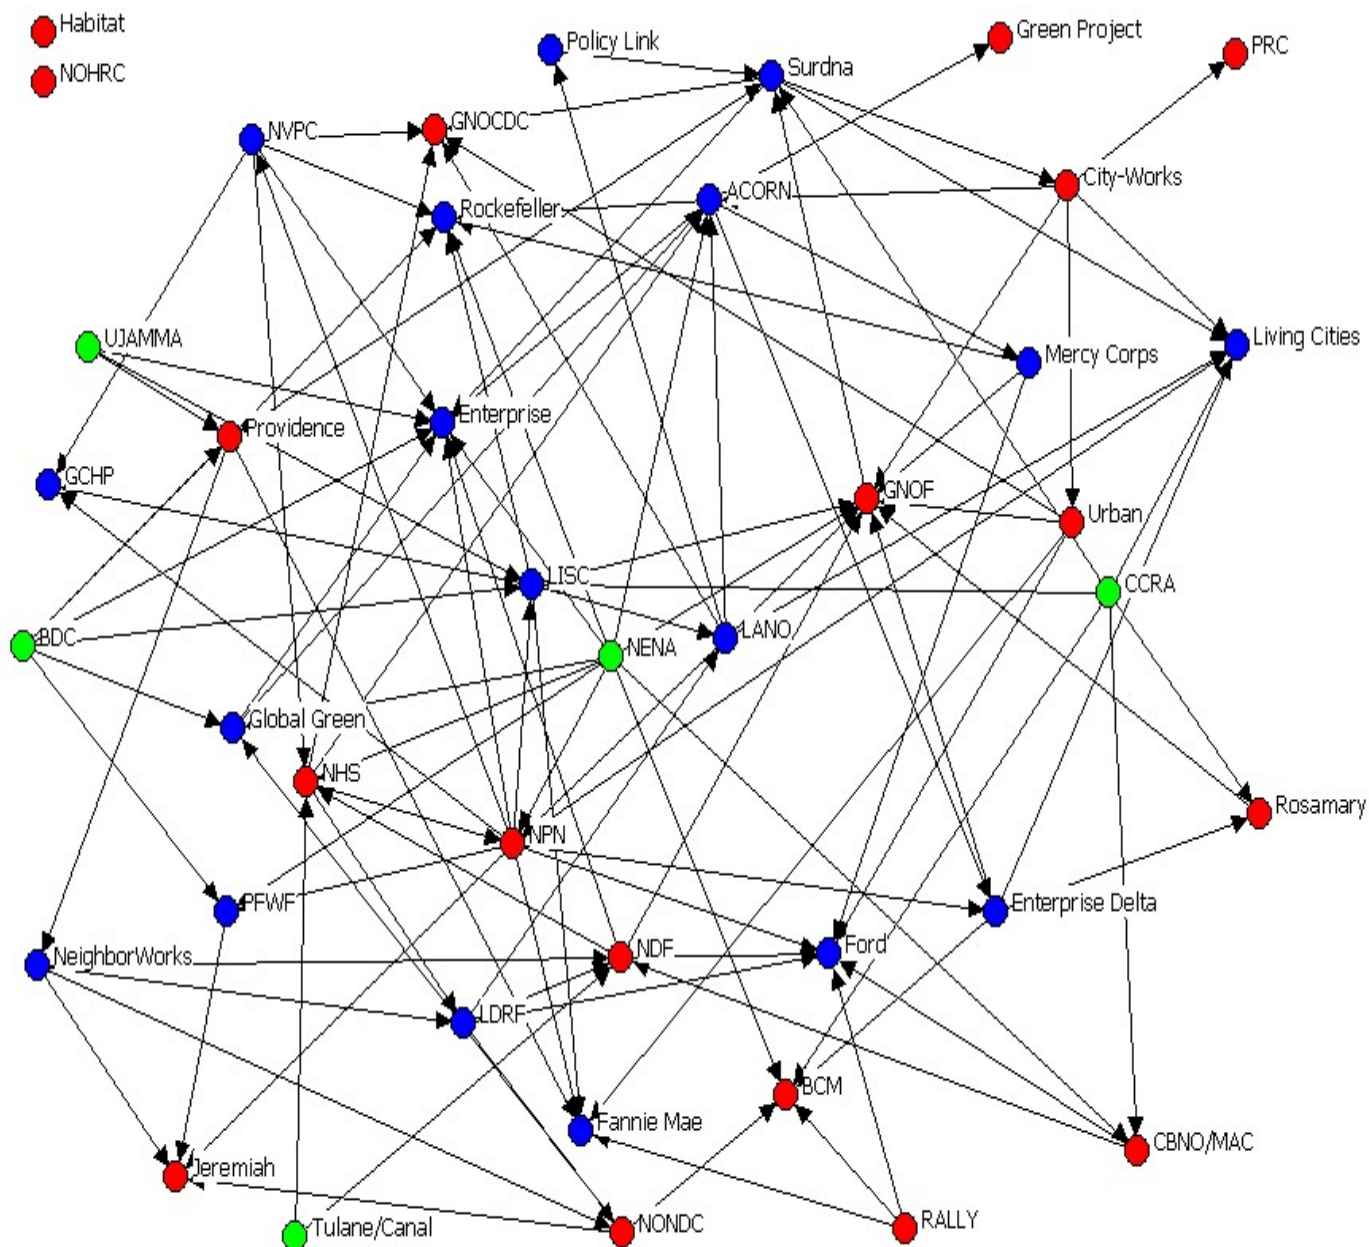 Habitat
Green Project
Policy Link
PRC
Surdna
NOHRC
GNOCDC
NVPC
City-Works
ACORN
Rockefeller
UJAMMA
Living Cities
Mercy Corps
Enterprise
Providence
GCHP
GNOF
Urban
LISC
CCRA
LANO
BDC
NENA
Global Green
NHS
Rosamary
NPN
PFWF
Enterprise Delta
Ford
NDF
NeighborWorks
LDRF
BCM
Fannie Mae
CBNO/MAC
Jeremiah
RALLY
Tulane/Canal
NONDC